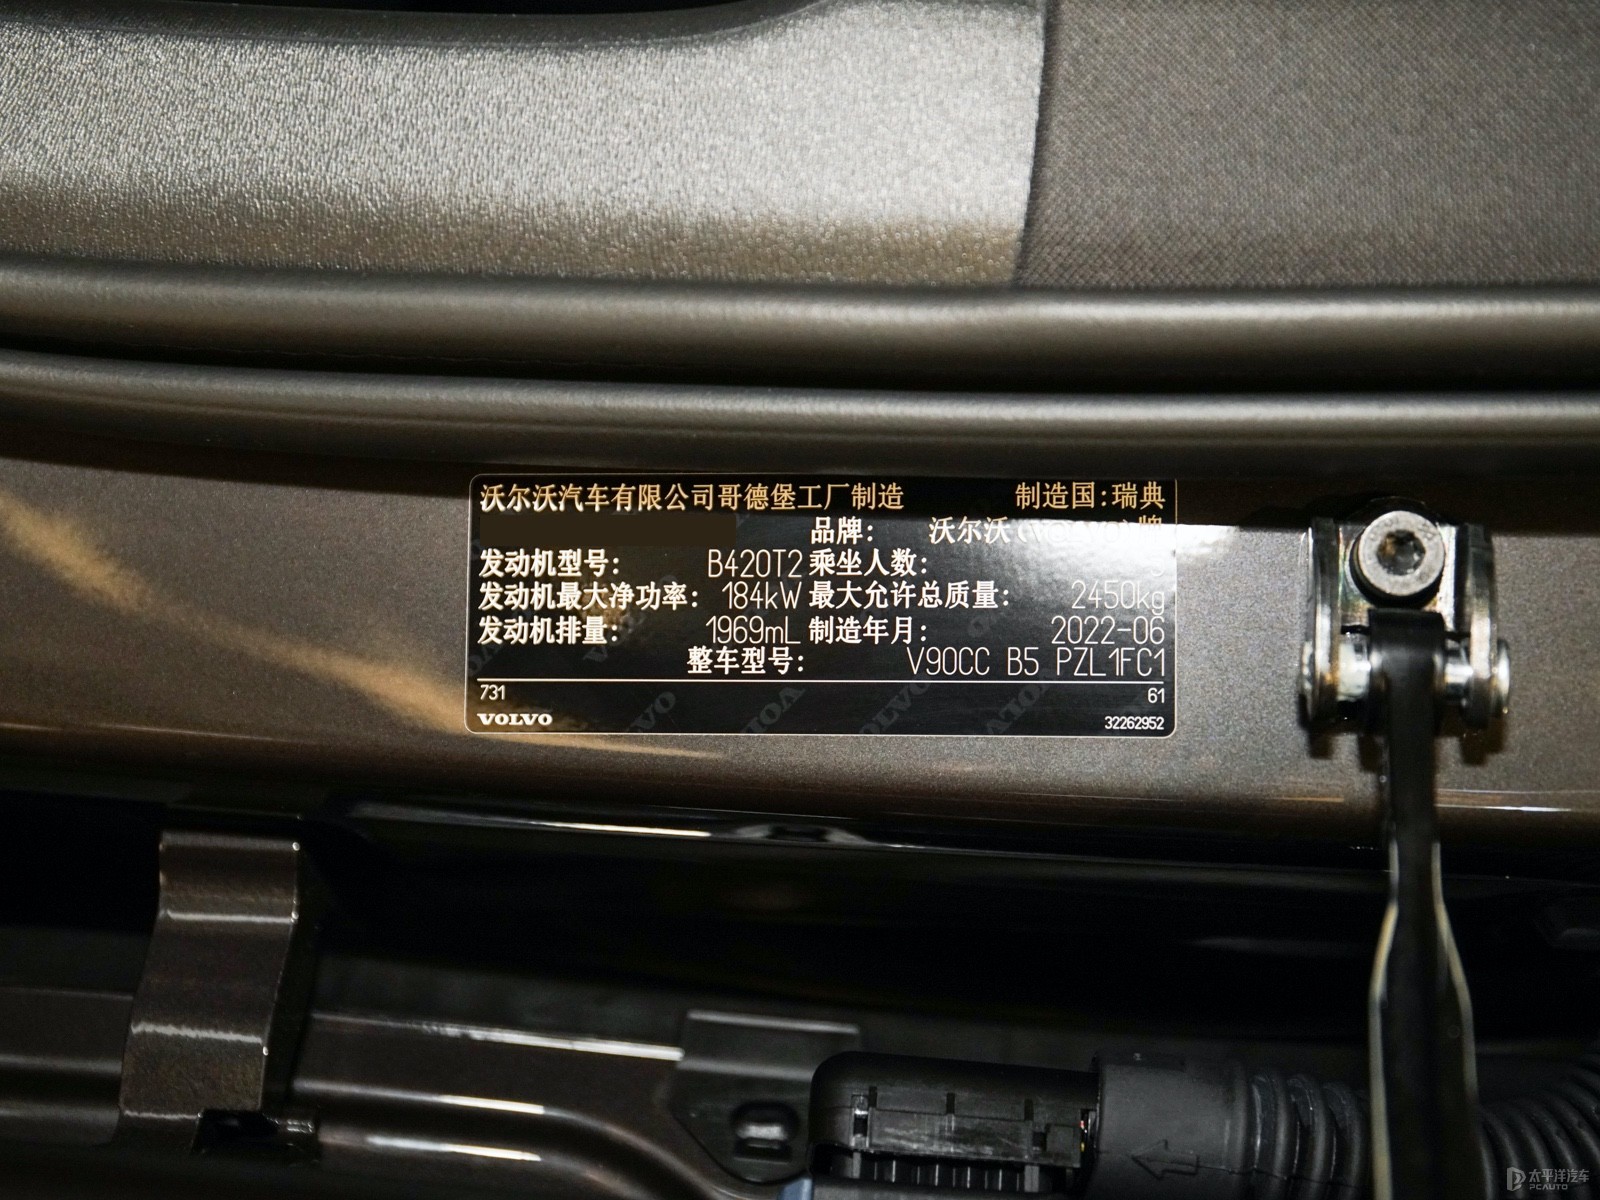 沃尔沃汽车有限公司哥德堡工厂制造 制造国:瑞典
品牌: 沃尔沃(VOLVO)牌
发动机型号: B420T2 乘坐人数: 5
发动机最大净功率: 184kW 最大允许总质量: 2450kg
发动机排量: 1969mL 制造年月: 2022-06
整车型号: V90CC B5 PZL1FC1
731 61
VOLVO 32262952
太平洋汽车
PCAUTO